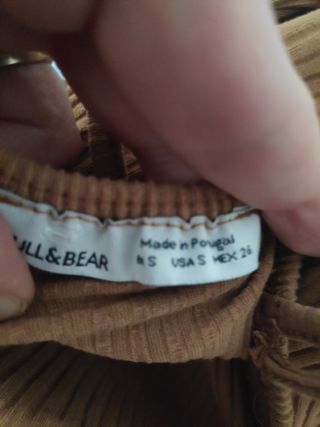 ULL&BEAR
Made in Portugal
S USA S MEX 26